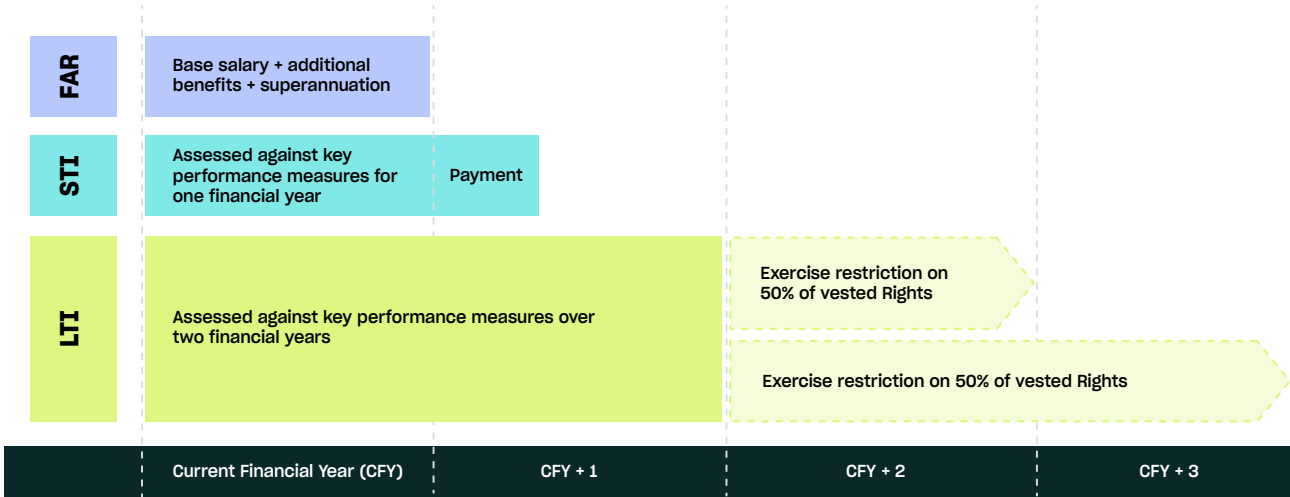 FAR
Base salary + additional
benefits + superannuation
STI
Assessed against key
performance measures for
one financial year
Payment
LTI
Assessed against key performance measures over
two financial years
Exercise restriction on
50% of vested Rights
Exercise restriction on 50% of vested Rights
Current Financial Year (CFY)
CFY + 1
CFY + 2
CFY + 3